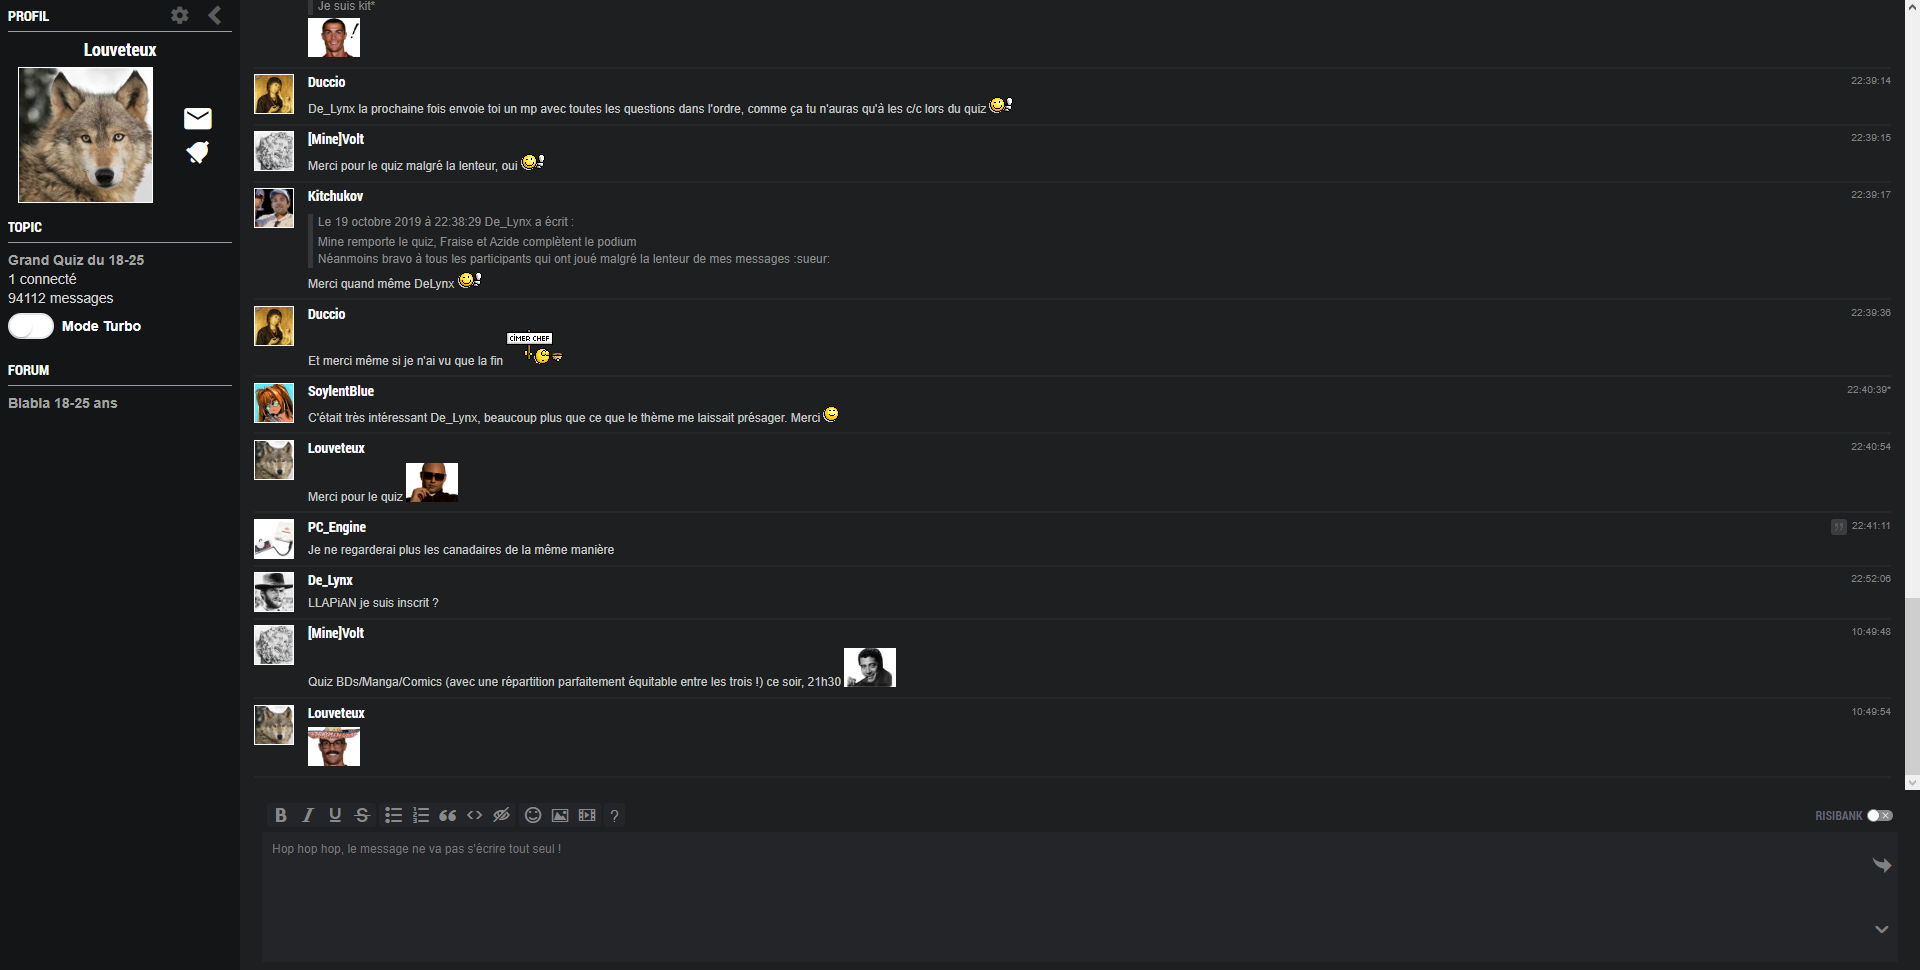 PROFIL
Louveteux
TOPIC
Grand Quiz du 18-25
1 connecté
94112 messages
Mode Turbo
FORUM
Blabla 18-25 ans
Je suis kit*
Duccio
22:39:14
De_Lynx la prochaine fois envoie toi un mp avec toutes les questions dans l'ordre, comme ça tu n'auras qu'à les c/c lors du quiz
[Mine]Volt
22:39:15
Merci pour le quiz malgré la lenteur, oui
Kitchukov
22:39:17
Le 19 octobre 2019 à 22:38:29 De_Lynx a écrit :
Mine remporte le quiz, Fraise et Azide complètent le podium
Néanmoins bravo à tous les participants qui ont joué malgré la lenteur de mes messages :sueur:
Merci quand même DeLynx
Duccio
22:39:36
CIMER CHEF
Et merci même si je n'ai vu que la fin
SoylentBlue
22:40:39*
C'était très intéressant De_Lynx, beaucoup plus que ce que le thème me laissait présager. Merci
Louveteux
22:40:54
Merci pour le quiz
PC_Engine
22:41:11
Je ne regarderai plus les canadaires de la même manière
De_Lynx
22:52:06
LLAPiAN je suis inscrit ?
[Mine]Volt
10:49:48
Quiz BDs/Manga/Comics (avec une répartition parfaitement équitable entre les trois !) ce soir, 21h30
Louveteux
10:49:54
B I U S ?
RISIBANK
Hop hop hop, le message ne va pas s'écrire tout seul !